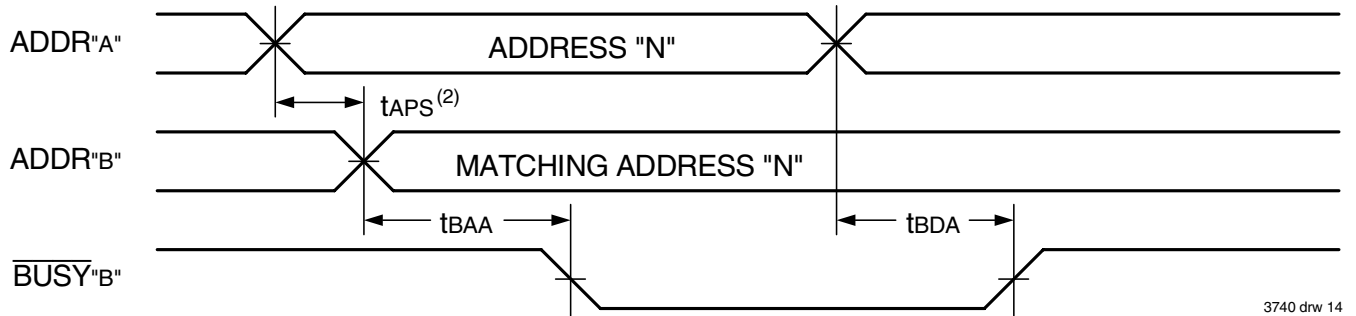 ADDR"A"
ADDRESS "N"
tAPS(2)
ADDR"B"
MATCHING ADDRESS "N"
tBAA
tBDA
BUSY"B"
3740 drw 14